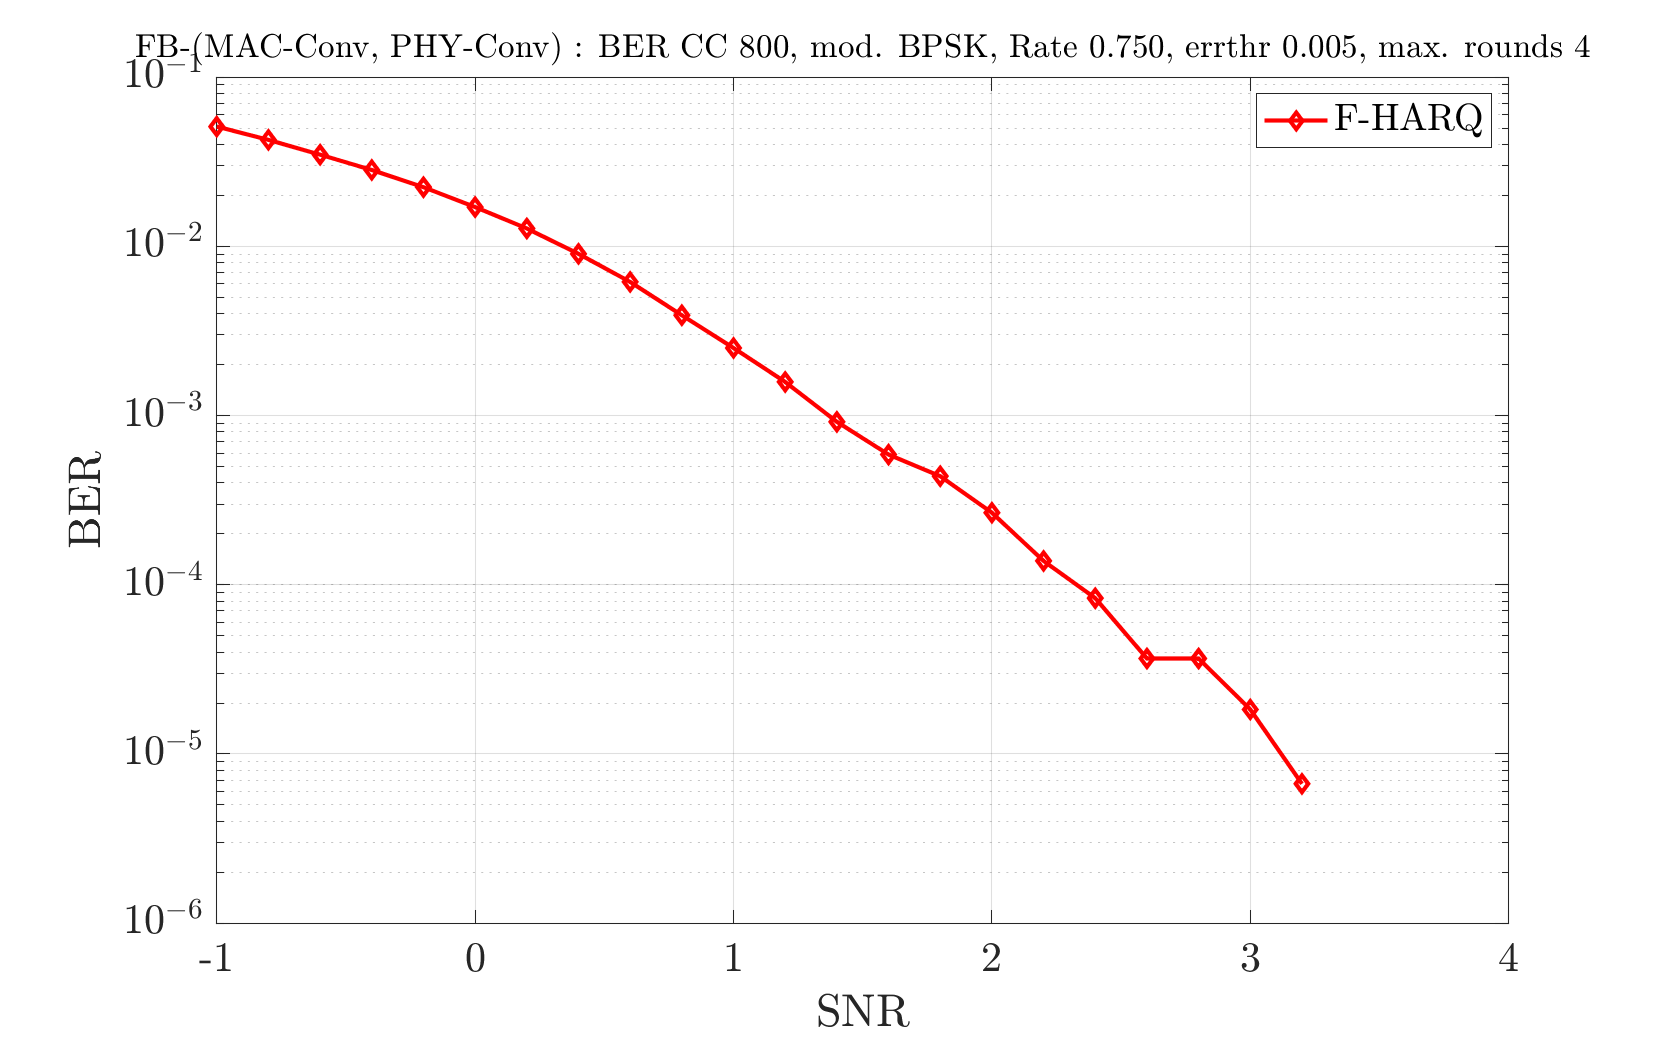 FB-(MAC-Conv, PHY-Conv) : BER CC 800, mod. BPSK, Rate 0.750, errthr 0.005, max. rounds 4
10^{-1}
F-HARQ
10^{-2}
10^{-3}
BER
10^{-4}
10^{-5}
10^{-6}
-1 0 1 2 3 4
SNR